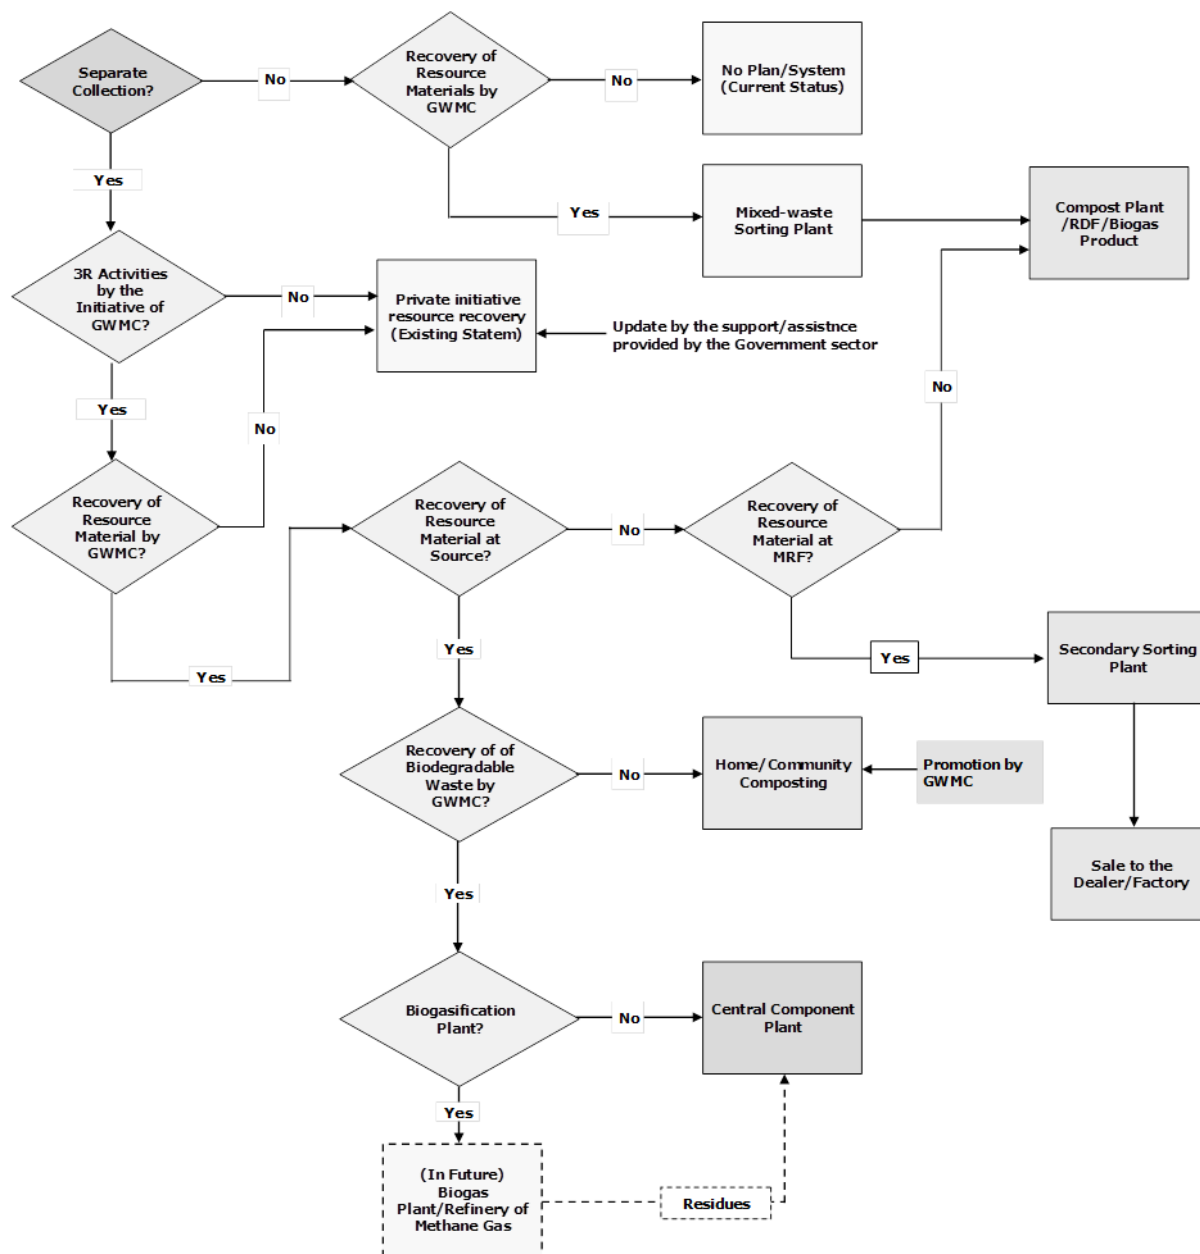 Separate
Collection?
No
Recovery of
Resource
Materials by
GWMC
No
No Plan/System
(Current Status)
Yes
Yes
Mixed-waste
Sorting Plant
Compost Plant
/RDF/Biogas
Product
3R Activities
by the
Initiative of
GWMC?
No
Private initiative
resource recovery
(Existing Statem)
Update by the support/assistnce
provided by the Government sector
No
Yes
No
Recovery of
Resource
Material by
GWMC?
Recovery of
Resource
Material at
Source?
No
Recovery of
Resource
Material at
MRF?
Yes
Yes
Yes
Secondary Sorting
Plant
Recovery of of
Biodegradable
Waste by
GWMC?
No
Home/Community
Composting
Promotion by
GWMC
Sale to the
Dealer/Factory
Yes
Biogasification
Plant?
No
Central Component
Plant
Yes
(In Future)
Biogas
Plant/Refinery of
Methane Gas
Residues